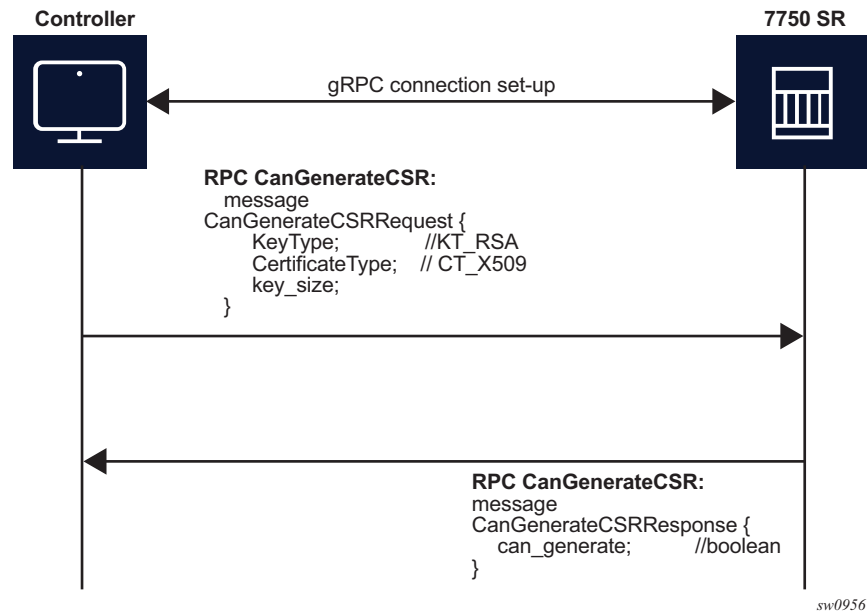 Controller
7750 SR
gRPC connection set-up
RPC CanGenerateCSR:
message
CanGenerateCSRRequest {
KeyType; //KT_RSA
CertificateType; // CT_X509
key_size;
}
RPC CanGenerateCSR:
message
CanGenerateCSRResponse {
can_generate; //boolean
}
sw0956